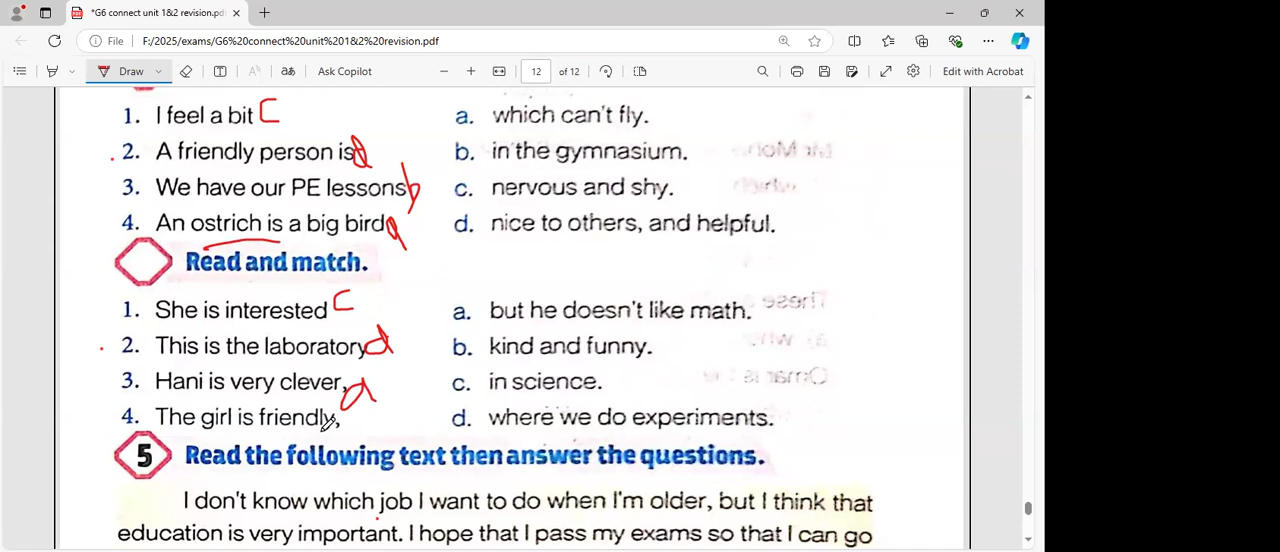 *G6 connect unit 1&2 revision.pdf
File F:/2025/exams/G6%20connect%20unit%201&2%20revision.pdf
Draw Ask Copilot 12 of 12 Edit with Acrobat
1. I feel a bit C a. which can't fly.
2. A friendly person is d b. in the gymnasium.
3. We have our PE lessons b c. nervous and shy.
4. An ostrich is a big bird a d. nice to others, and helpful.
Read and match.
1. She is interested C a. but he doesn't like math.
2. This is the laboratory d b. kind and funny.
3. Hani is very clever, a c. in science.
4. The girl is friendly, d. where we do experiments.
5 Read the following text then answer the questions.
I don't know which job I want to do when I'm older, but I think that
education is very important. I hope that I pass my exams so that I can go